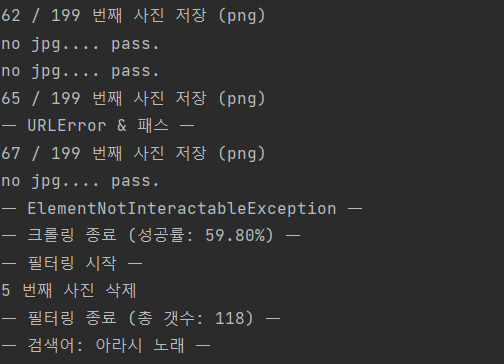 62 / 199 번째 사진 저장 (png)
no jpg.... pass.
no jpg.... pass.
65 / 199 번째 사진 저장 (png)
— URLError & 패스 —
67 / 199 번째 사진 저장 (png)
no jpg.... pass.
— ElementNotInteractableException —
— 크롤링 종료 (성공률: 59.80%) —
— 필터링 시작 —
5 번째 사진 삭제
— 필터링 종료 (총 갯수: 118) —
— 검색어: 아라시 노래 —